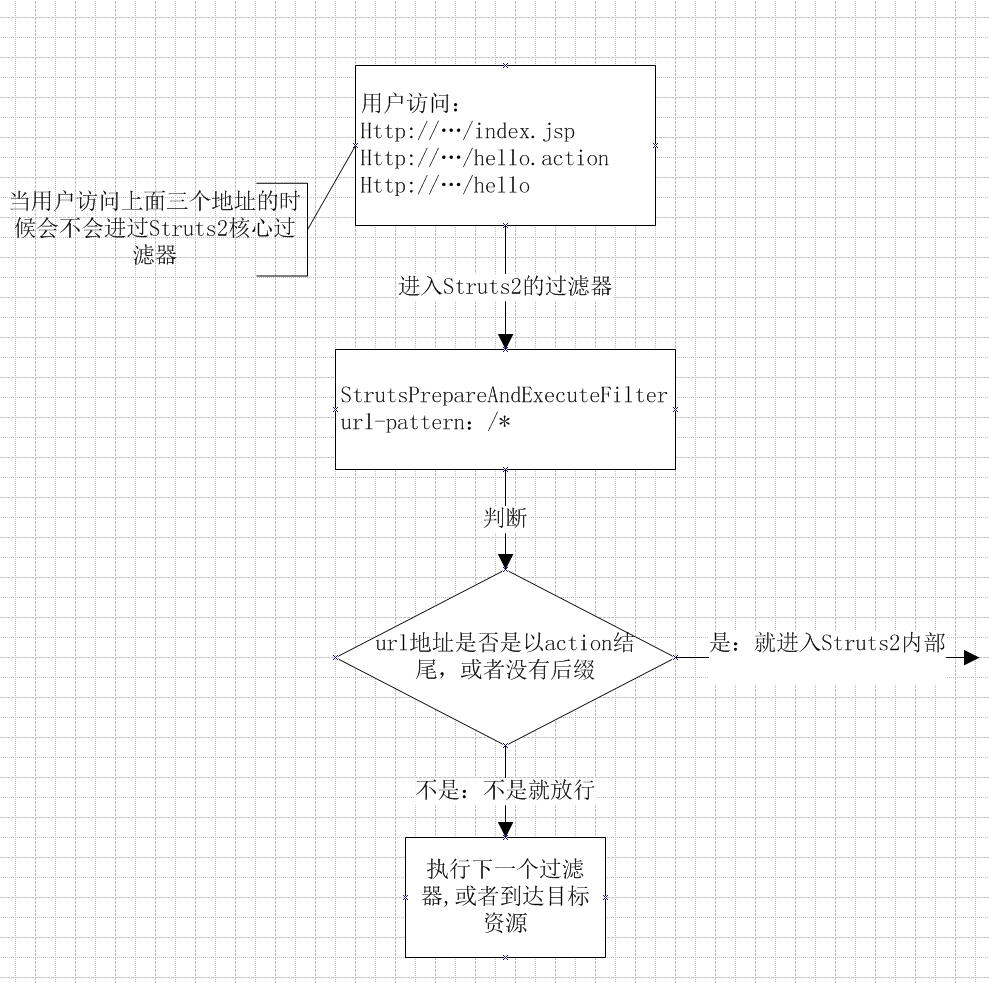 用户访问：
Http://…/index.jsp
Http://…/hello.action
Http://…/hello
当用户访问上面三个地址的时
候会不会进过Struts2核心过
滤器
进入Struts2的过滤器
StrutsPrepareAndExecuteFilter
url-pattern：/*
判断
url地址是否是以action结
尾，或者没有后缀
是：就进入Struts2内部
不是：不是就放行
执行下一个过滤
器,或者到达目标
资源